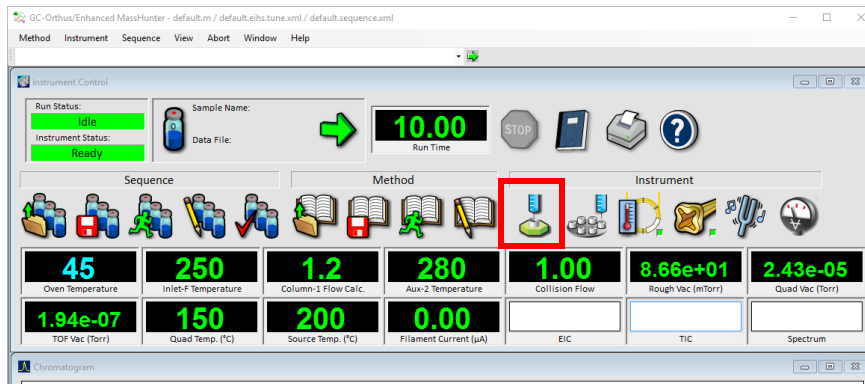 GC-Orthus/Enhanced MassHunter - default.m / default.eihs.tune.xml / default.sequence.xml
Method Instrument Sequence View Abort Window Help
Instrument Control
Run Status:
Idle
Instrument Status:
Ready
Sample Name:
Data File:
10.00
Run Time
STOP
Sequence Method Instrument
45 250 1.2 280 1.00 8.66e+01 2.43e-05
Oven Temperature Inlet-F Temperature Column-1 Flow Calc. Aux-2 Temperature Collision Flow Rough Vac (mTorr) Quad Vac (Torr)
1.94e-07 150 200 0.00
TOF Vac (Torr) Quad Temp. (°C) Source Temp. (°C) Filament Current (µA) EIC TIC Spectrum
Chromatogram